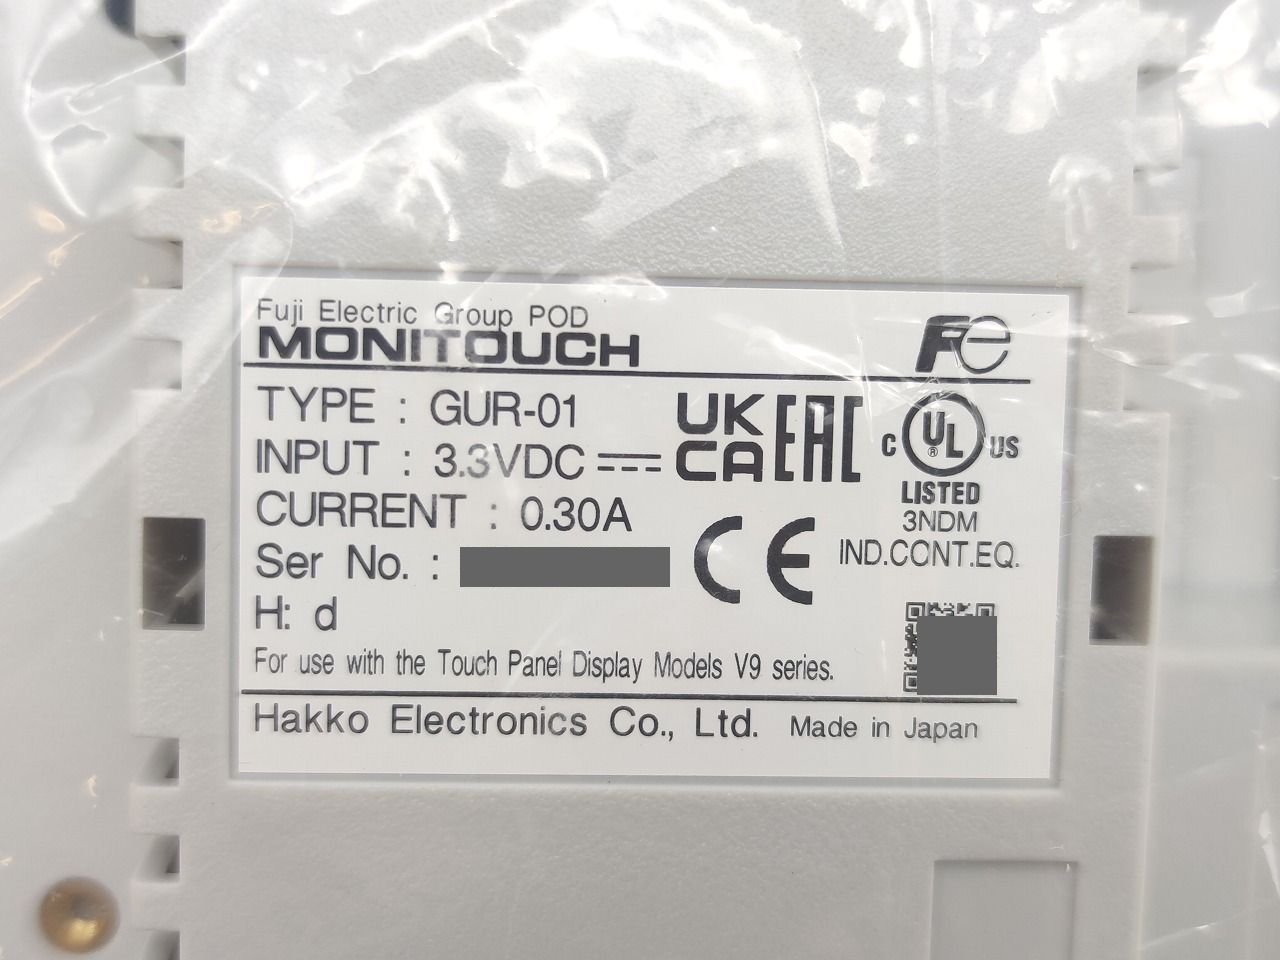 Fuji Electric Group POD
MONITOUCH
Fe
TYPE : GUR-01
INPUT : 3.3VDC
CURRENT : 0.30A
Ser No. :
H: d
UK
CA
EAC
C UL US
®
LISTED
3NDM
IND.CONT.EQ.
CE
For use with the Touch Panel Display Models V9 series.
Hakko Electronics Co., Ltd. Made in Japan